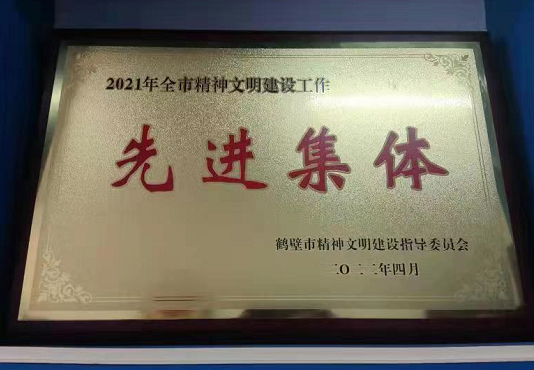 2021年全市精神文明建设工作
先进集体
鹤壁市精神文明建设指导委员会
二〇二二年四月